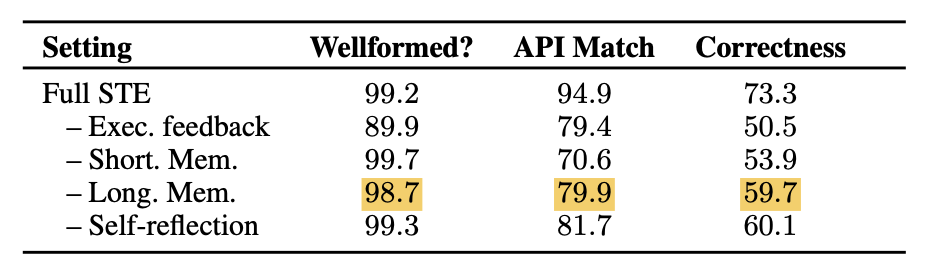 Setting Wellformed? API Match Correctness
Full STE 99.2 94.9 73.3
– Exec. feedback 89.9 79.4 50.5
– Short. Mem. 99.7 70.6 53.9
– Long. Mem. 98.7 79.9 59.7
– Self-reflection 99.3 81.7 60.1